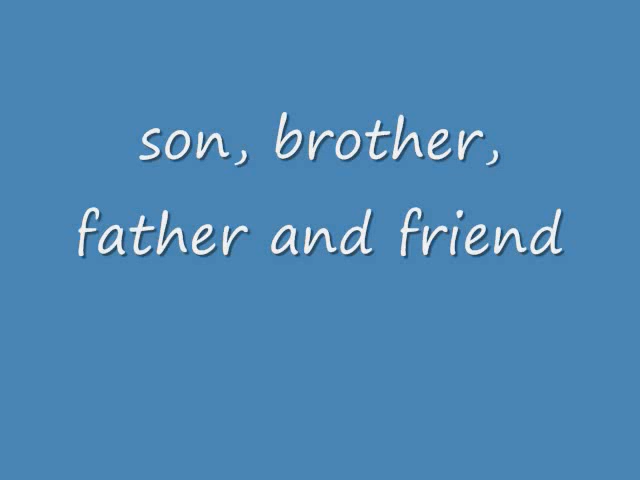 son, brother,
father and friend